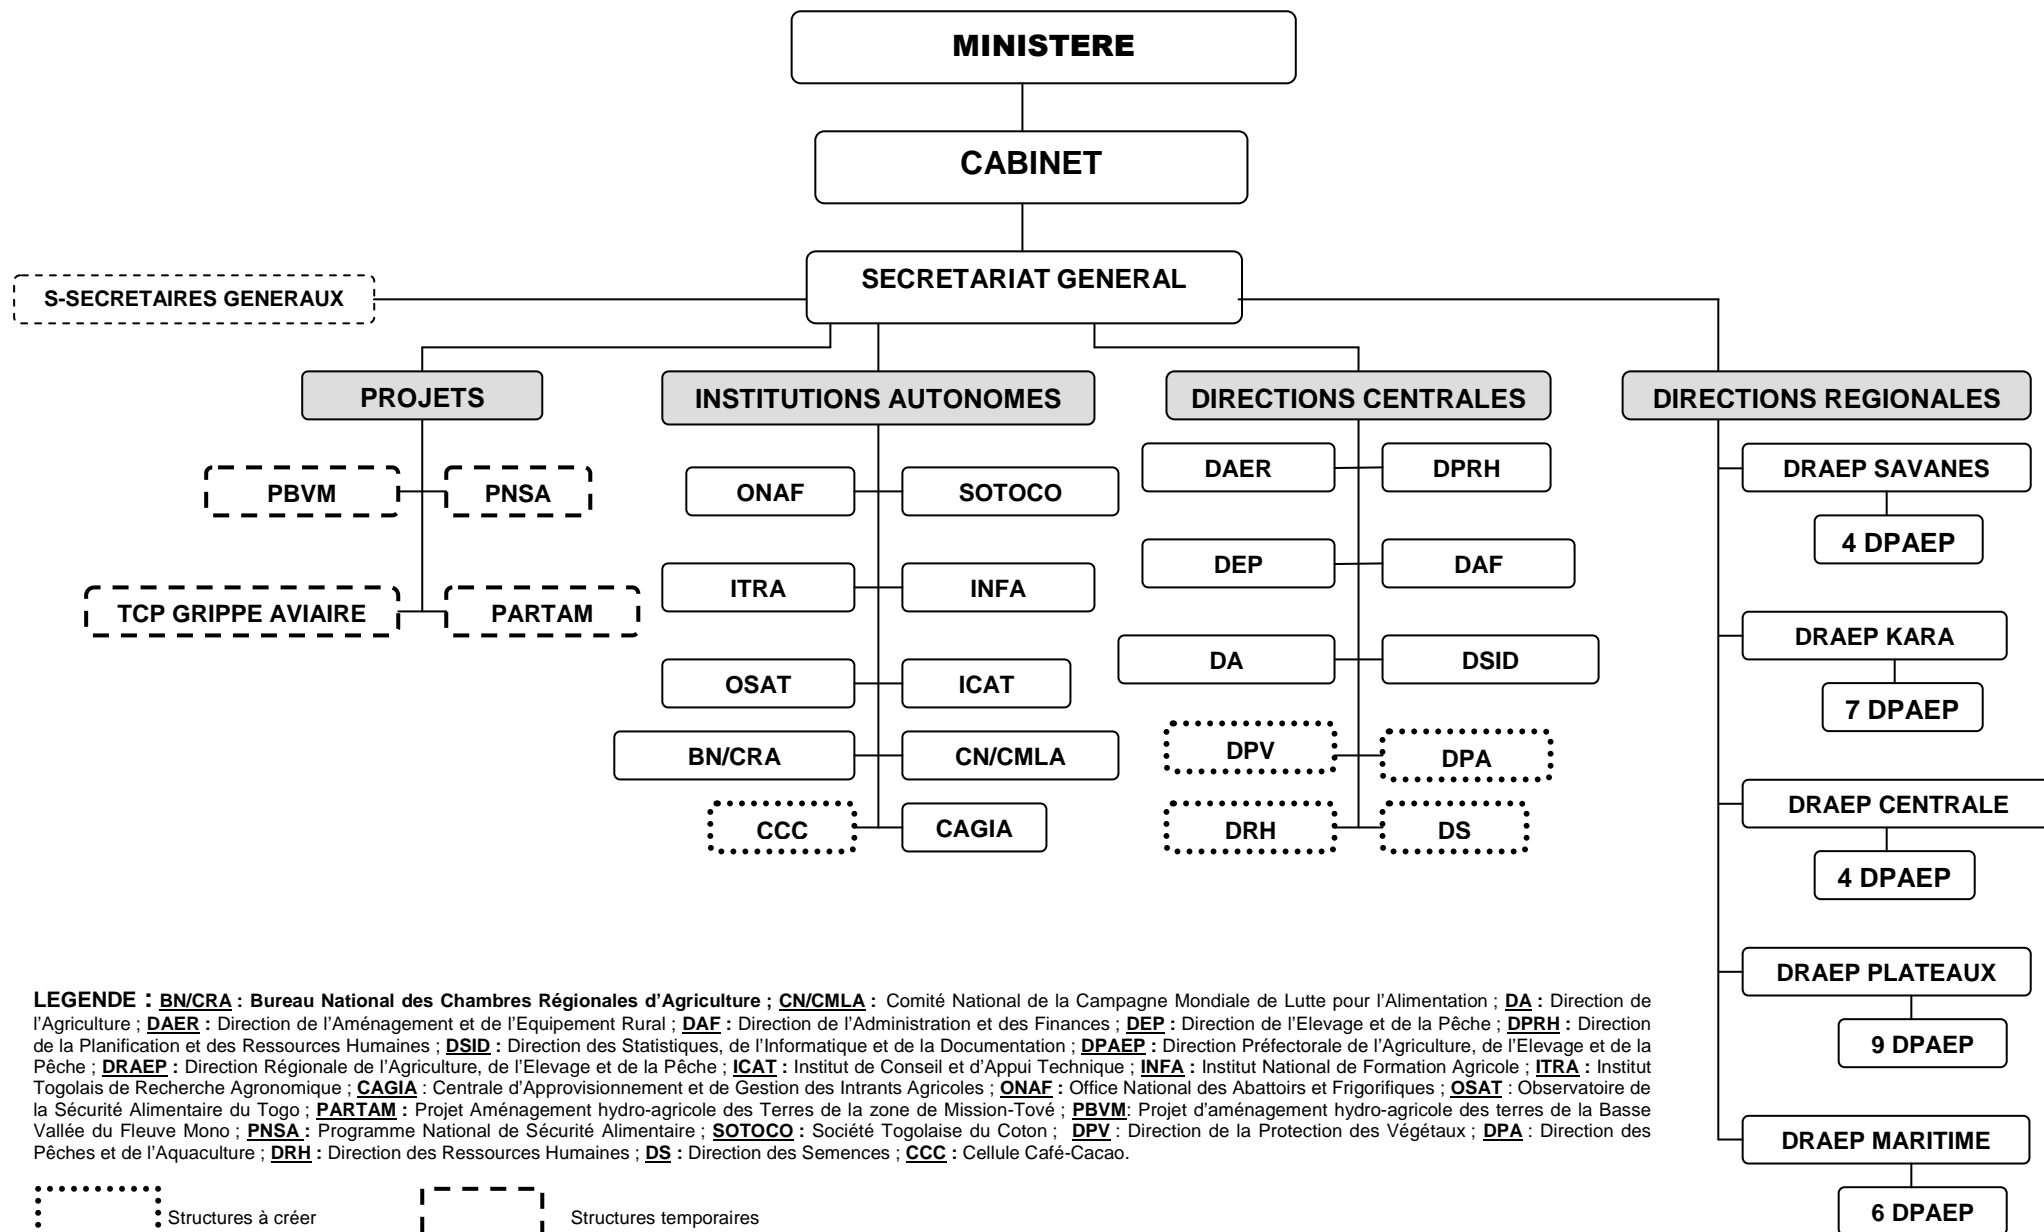 MINISTERE
CABINET
SECRETARIAT GENERAL
S-SECRETAIRES GENERAUX
PROJETS
INSTITUTIONS AUTONOMES
DIRECTIONS CENTRALES
DIRECTIONS REGIONALES
PBVM
PNSA
TCP GRIPPE AVIAIRE
PARTAM
ONAF
SOTOCO
ITRA
INFA
OSAT
ICAT
BN/CRA
CN/CMLA
CCC
CAGIA
DAER
DPRH
DEP
DAF
DA
DSID
DPV
DPA
DRH
DS
DRAEP SAVANES
4 DPAEP
DRAEP KARA
7 DPAEP
DRAEP CENTRALE
4 DPAEP
DRAEP PLATEAUX
9 DPAEP
DRAEP MARITIME
6 DPAEP
LEGENDE : BN/CRA : Bureau National des Chambres Régionales d’Agriculture ; CN/CMLA : Comité National de la Campagne Mondiale de Lutte pour l’Alimentation ; DA : Direction de
l’Agriculture ; DAER : Direction de l’Aménagement et de l’Equipement Rural ; DAF : Direction de l’Administration et des Finances ; DEP : Direction de l’Elevage et de la Pêche ; DPRH : Direction
de la Planification et des Ressources Humaines ; DSID : Direction des Statistiques, de l’Informatique et de la Documentation ; DPAEP : Direction Préfectorale de l’Agriculture, de l’Elevage et de la
Pêche ; DRAEP : Direction Régionale de l’Agriculture, de l’Elevage et de la Pêche ; ICAT : Institut de Conseil et d’Appui Technique ; INFA : Institut National de Formation Agricole ; ITRA : Institut
Togolais de Recherche Agronomique ; CAGIA : Centrale d’Approvisionnement et de Gestion des Intrants Agricoles ; ONAF : Office National des Abattoirs et Frigorifiques ; OSAT : Observatoire de
la Sécurité Alimentaire du Togo ; PARTAM : Projet Aménagement hydro-agricole des Terres de la zone de Mission-Tové ; PBVM: Projet d’aménagement hydro-agricole des terres de la Basse
Vallée du Fleuve Mono ; PNSA : Programme National de Sécurité Alimentaire ; SOTOCO : Société Togolaise du Coton ; DPV : Direction de la Protection des Végétaux ; DPA : Direction des
Pêches et de l’Aquaculture ; DRH : Direction des Ressources Humaines ; DS : Direction des Semences ; CCC : Cellule Café-Cacao.
Structures à créer
Structures temporaires